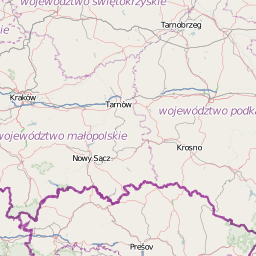 województwo świętokrzyskie
Tarnobrzeg
Kraków
Tarnów
województwo podka
województwo małopolskie
Krosno
Nowy Sącz
Prešov